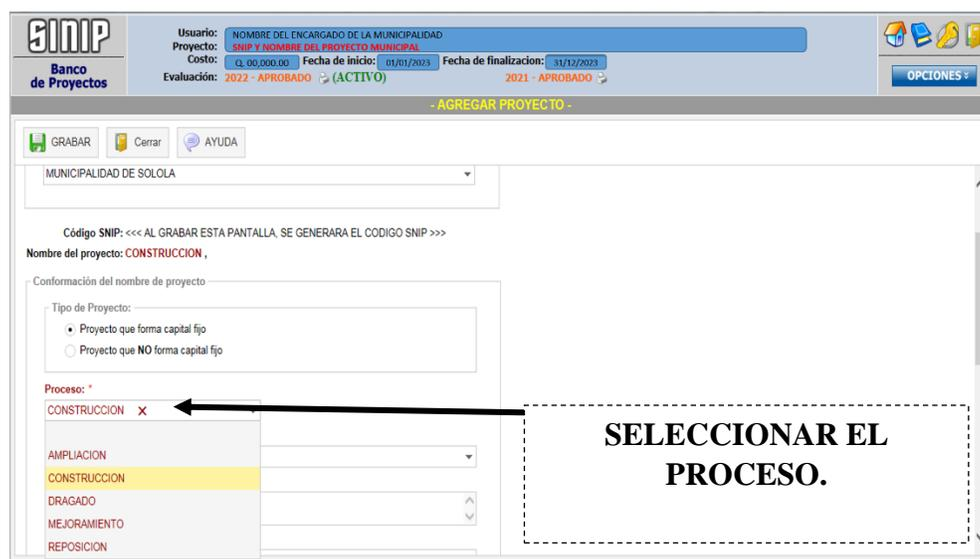 SINIP
Banco
de Proyectos
Usuario: NOMBRE DEL ENCARGADO DE LA MUNICIPALIDAD
Proyecto: SNIP Y NOMBRE DEL PROYECTO MUNICIPAL
Costo: Q. 00,000.00 Fecha de inicio: 01/01/2023 Fecha de finalizacion: 31/12/2023
Evaluación: 2022 - APROBADO (ACTIVO) 2021 - APROBADO
OPCIONES
- AGREGAR PROYECTO -
GRABAR Cerrar AYUDA
MUNICIPALIDAD DE SOLOLA
Código SNIP: <<< AL GRABAR ESTA PANTALLA, SE GENERARA EL CODIGO SNIP >>>
Nombre del proyecto: CONSTRUCCION ,
Conformación del nombre de proyecto
Tipo de Proyecto:
Proyecto que forma capital fijo
Proyecto que NO forma capital fijo
Proceso: *
CONSTRUCCION X
AMPLIACION
CONSTRUCCION
DRAGADO
MEJORAMIENTO
REPOSICION
SELECCIONAR EL
PROCESO.